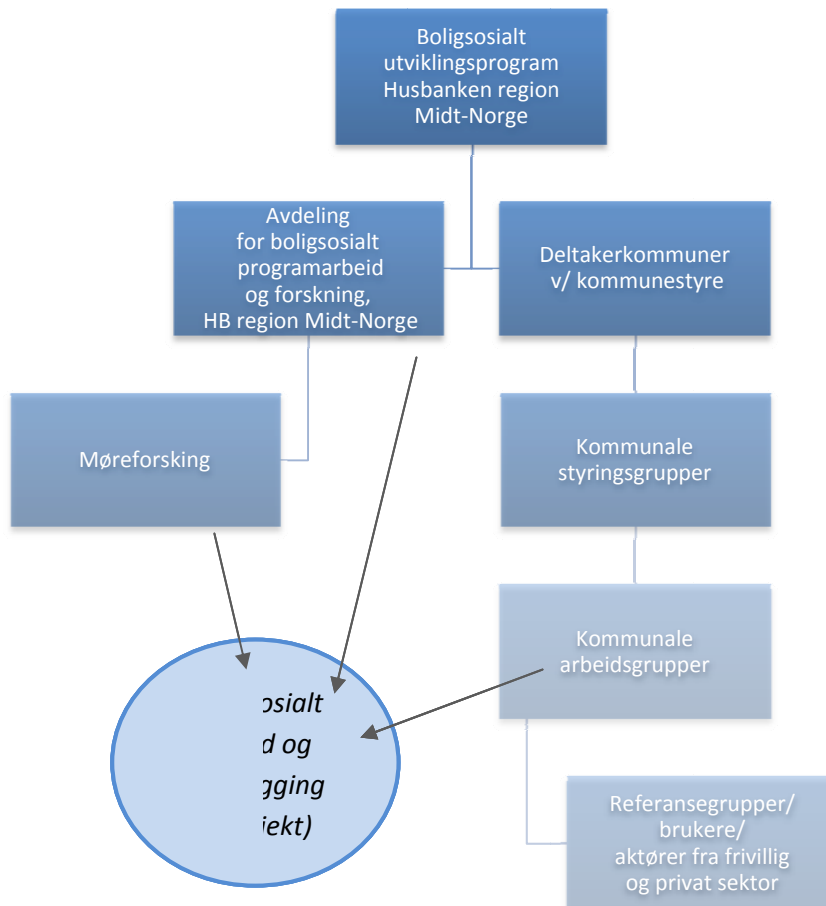 Boligsosialt
utviklingsprogram
Husbanken region
Midt-Norge
Avdeling
for boligsosialt
programarbeid
og forskning,
HB region Midt-Norge
Deltakerkommuner
v/ kommunestyre
Møreforsking
Kommunale
styringsgrupper
Kommunale
arbeidsgrupper
osialt
d og
gging
jekt)
Referansegrupper/
brukere/
aktører fra frivillig
og privat sektor